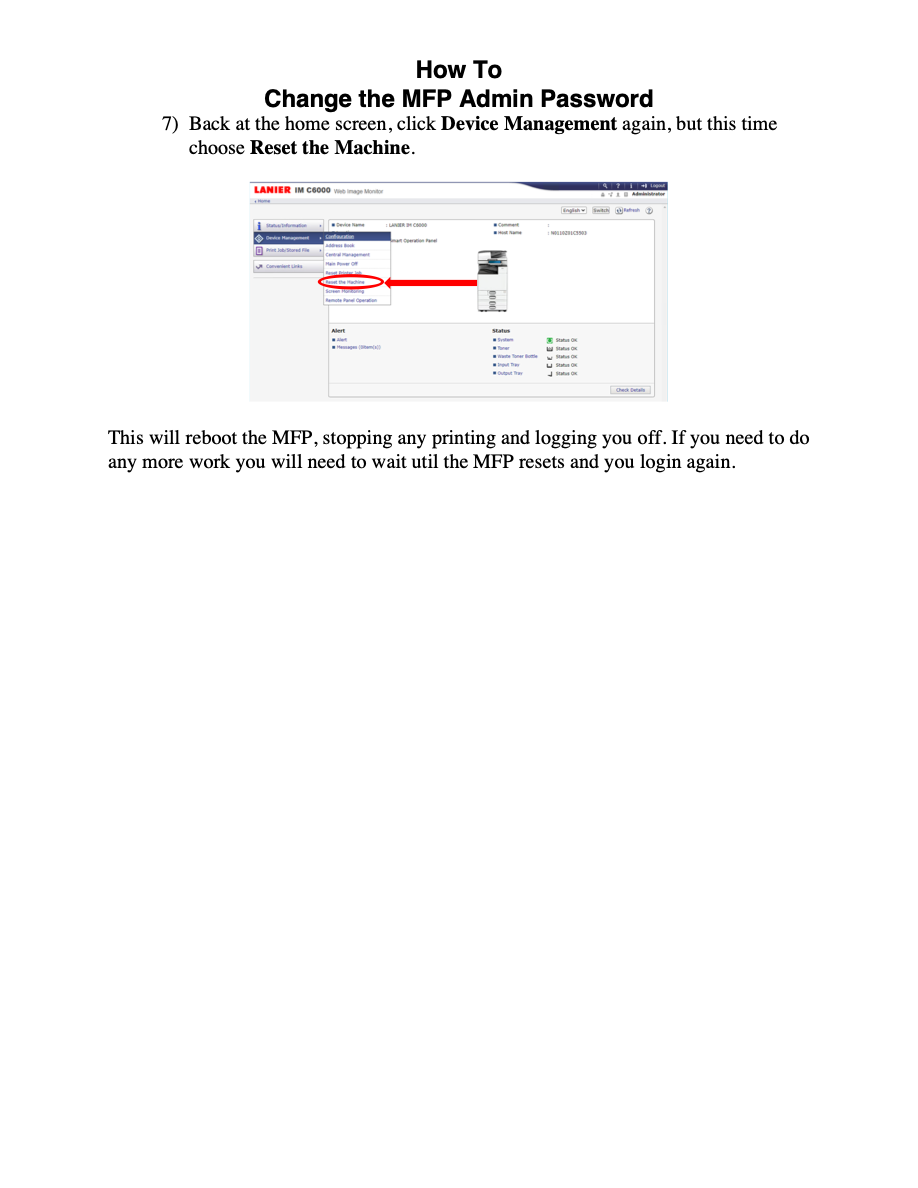 How To
Change the MFP Admin Password
7) Back at the home screen, click Device Management again, but this time
choose Reset the Machine.
LANIER IM C6000 Web Image Monitor
Logout
Administrator
Home
English Switch Refresh
Status/Information
Device Management
Print Job/Stored File
Convenient Links
Configuration
Address Book
Central Management
Main Power Off
Reset Printer Job
Reset the Machine
Screen Monitoring
Remote Panel Operation
Device Name : LANIER IM C6000
Smart Operation Panel
Comment :
Host Name : N01102D1C5503
Alert
Alert
Messages (0item(s))
Status
System Status OK
Toner Status OK
Waste Toner Bottle Status OK
Input Tray Status OK
Output Tray Status OK
Check Details
This will reboot the MFP, stopping any printing and logging you off. If you need to do
any more work you will need to wait util the MFP resets and you login again.